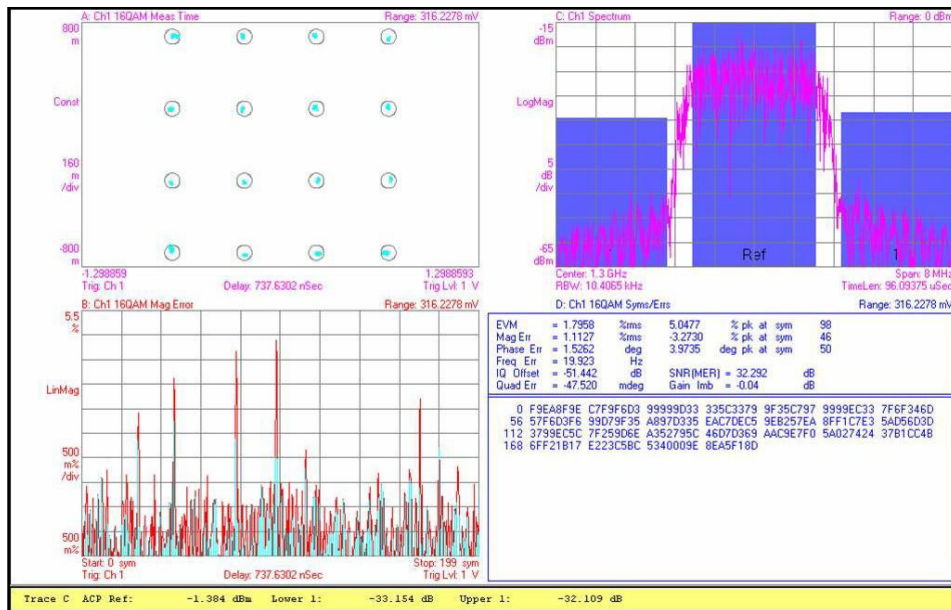 A: Ch1 16QAM Meas Time Range: 316.2278 mV
800
m
Const
160
m
/div
-800
m
-1.298859 1.2988593
Trig: Ch 1 Delay: 737.6302 nSec Trig Lvl: 1 V
C: Ch1 Spectrum Range: 0 dBm
-15
dBm
LogMag
5
dB
/div
-65
dBm
Ref
1
Center: 1.3 GHz Span: 8 MHz
RBW: 10.4065 kHz TimeLen: 96.09375 uSec
B: Ch1 16QAM Mag Error Range: 316.2278 mV
5.5
%
LinMag
500
m%
/div
500
m%
Start: 0 sym Stop: 199 sym
Trig: Ch 1 Delay: 737.6302 nSec Trig Lvl: 1 V
D: Ch1 16QAM Syms/Errs Range: 316.2278 mV
EVM = 1.7958 %rms 5.0477 % pk at sym 98
Mag Err = 1.1127 %rms -3.2730 % pk at sym 46
Phase Err = 1.5262 deg 3.9735 deg pk at sym 50
Freq Err = 19.923 Hz
IQ Offset = -51.442 dB SNR(MER) = 32.292 dB
Quad Err = -47.520 mdeg Gain Imb = -0.04 dB
0 F9EA8F9E C7F9F6D3 99999D33 335C3379 9F35C797 9999EC33 7F6F346D
56 57F6D3F6 99D79F35 A897D335 EAC7DEC5 9EB257EA 8FF1C7E3 5AD56D3D
112 3799EC5C 7F259D6E A352795C 46D7D369 AAC9E7F0 5A027424 37B1CC4B
168 6FF21B17 E223C5BC 5340009E 8EA5F18D
Trace C ACP Ref: -1.384 dBm Lower 1: -33.154 dB Upper 1: -32.109 dB